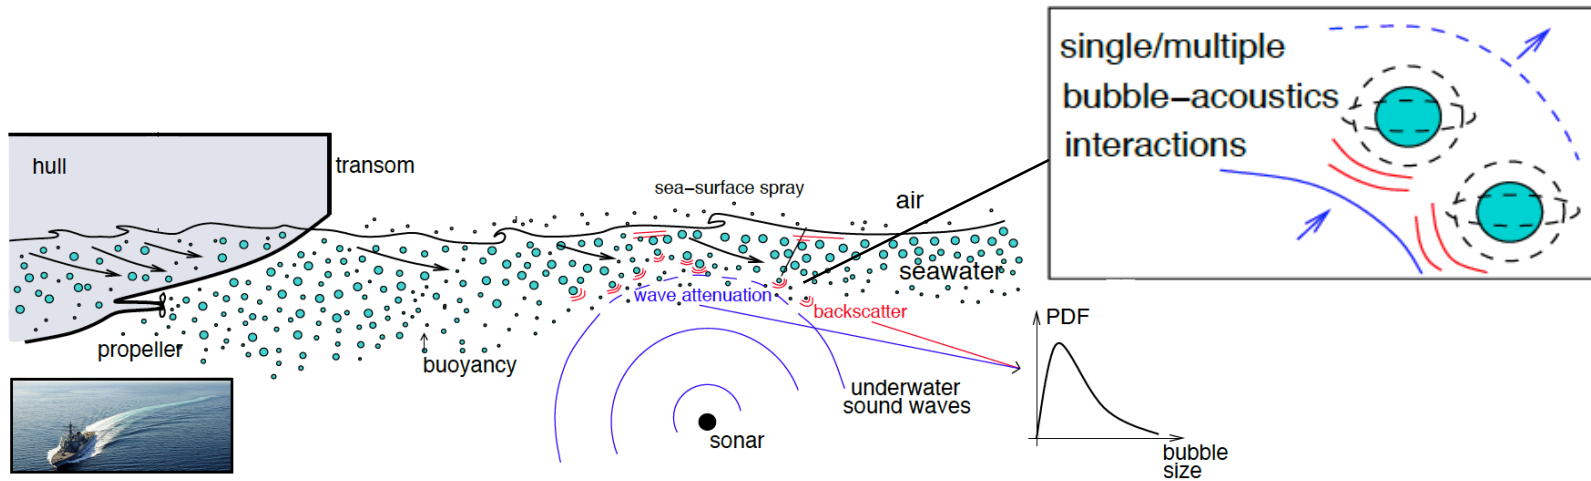 single/multiple
bubble-acoustics
interactions
hull
transom
sea-surface spray
air
seawater
wave attenuation
backscatter
propeller
buoyancy
underwater
sound waves
sonar
PDF
bubble
size